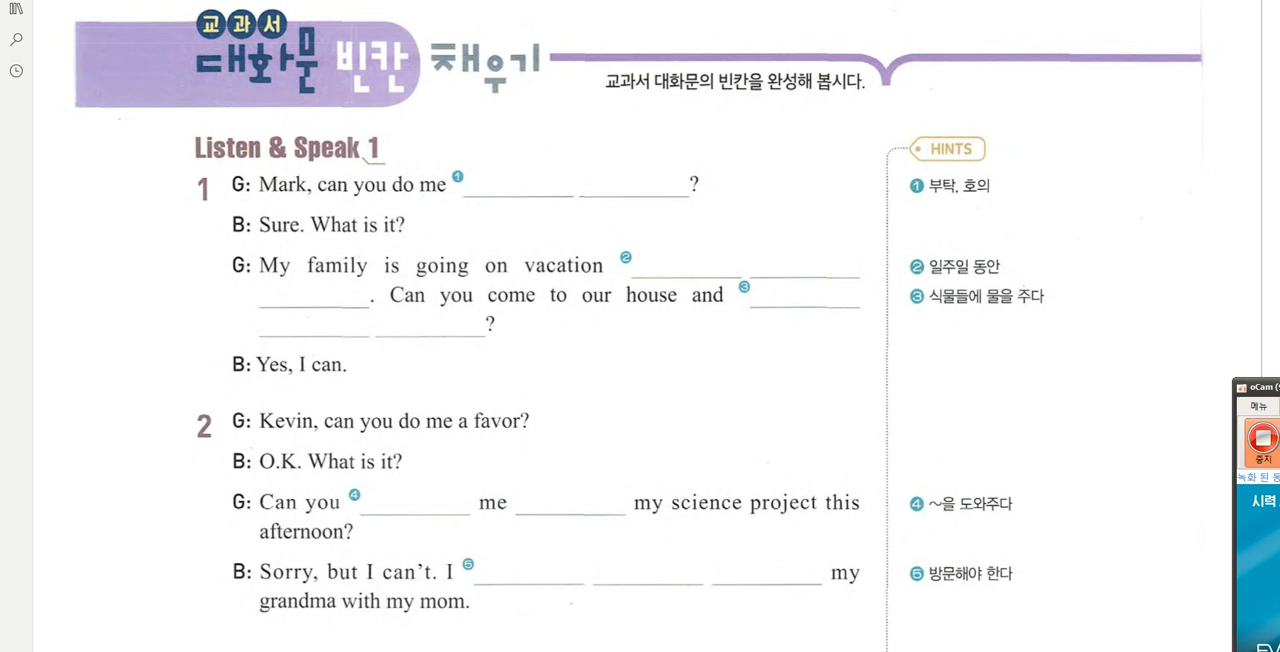 교과서
대화문 빈칸 채우기
교과서 대화문의 빈칸을 완성해 봅시다.
Listen & Speak 1
HINTS
1 G: Mark, can you do me ❶ __________ __________?
❶ 부탁, 호의
B: Sure. What is it?
G: My family is going on vacation ❷ __________ __________
❷ 일주일 동안
__________. Can you come to our house and ❸ __________
❸ 식물들에 물을 주다
__________ __________?
B: Yes, I can.
2 G: Kevin, can you do me a favor?
B: O.K. What is it?
G: Can you ❹ __________ me __________ my science project this
❹ ～을 도와주다
afternoon?
B: Sorry, but I can't. I ❺ __________ __________ __________ my
❺ 방문해야 한다
grandma with my mom.
oCam
메뉴
중지
녹화 된
시력